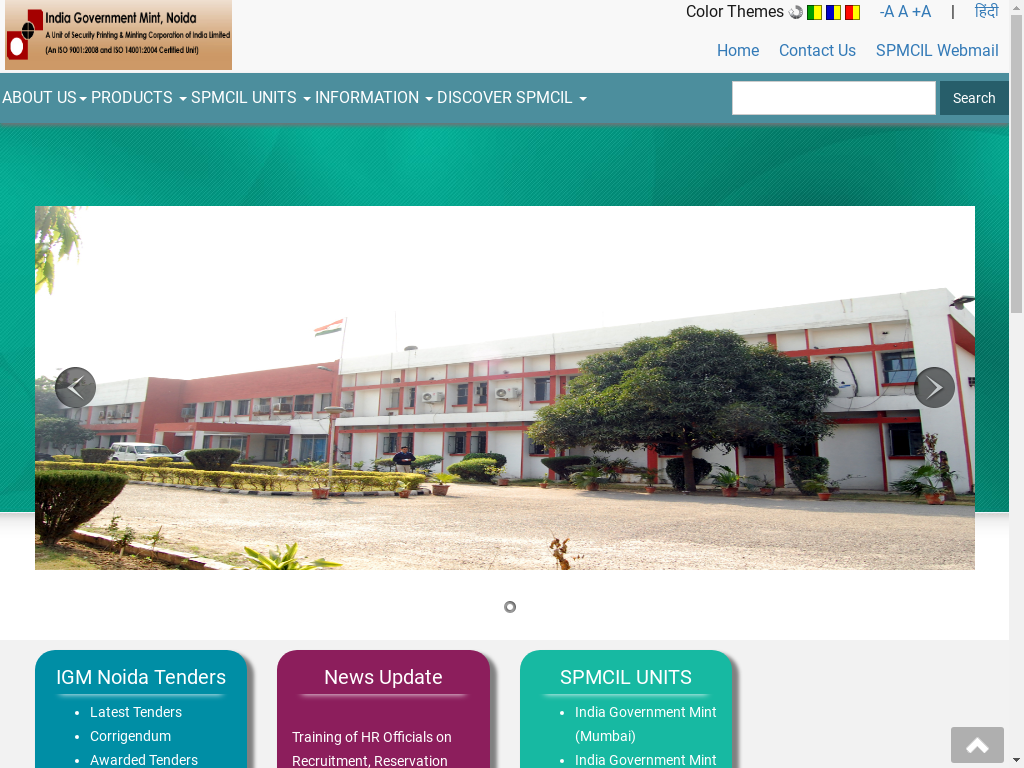 India Government Mint, Noida
A Unit of Security Printing & Minting Corporation of India Limited
(An ISO 9001:2008 and ISO 14001:2004 Certified Unit)
Color Themes -A A +A | हिंदी
Home Contact Us SPMCIL Webmail
ABOUT US PRODUCTS SPMCIL UNITS INFORMATION DISCOVER SPMCIL Search
IGM Noida Tenders
Latest Tenders
Corrigendum
Awarded Tenders
News Update
Training of HR Officials on
Recruitment, Reservation
SPMCIL UNITS
India Government Mint
(Mumbai)
India Government Mint